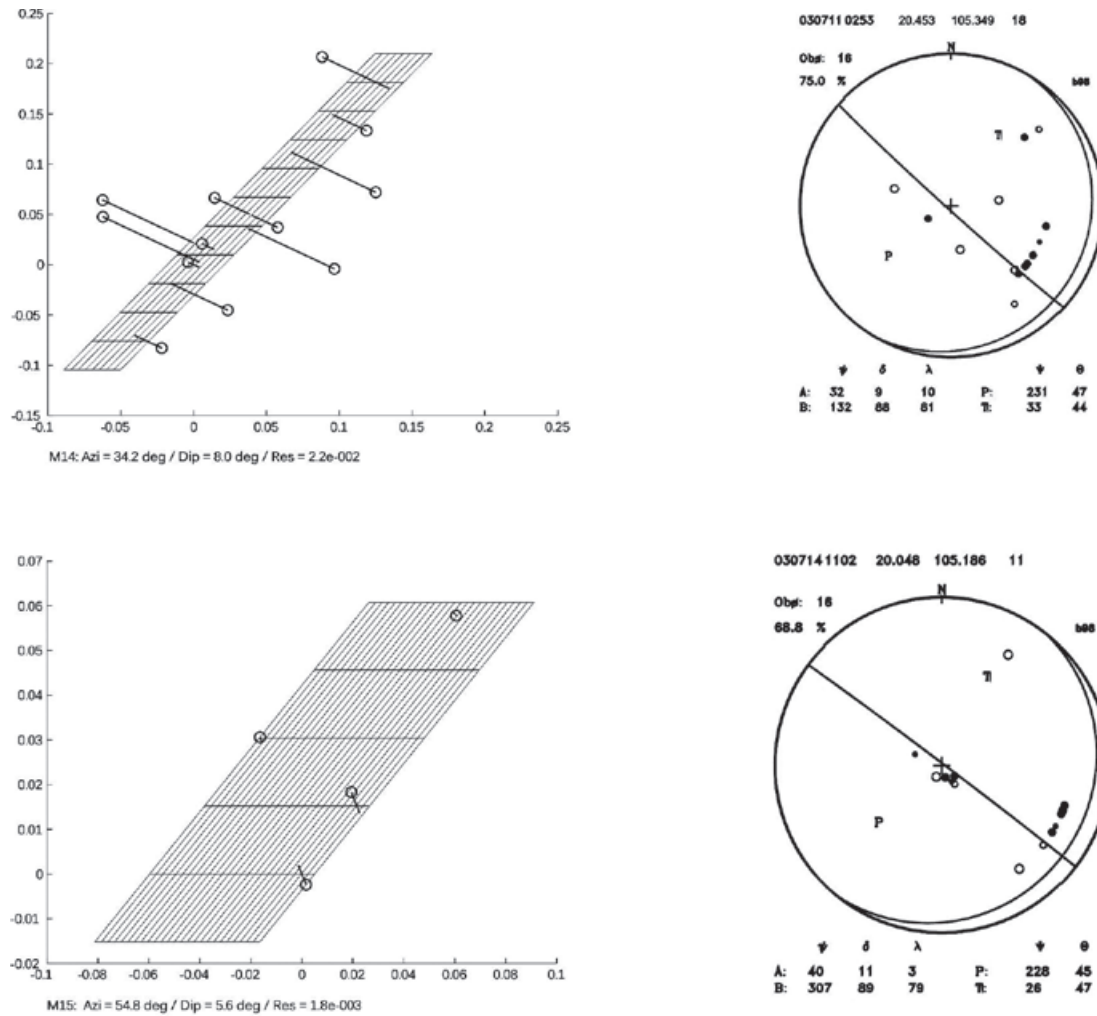 0.25
0.2
0.15
0.1
0.05
0
-0.05
-0.1
-0.15
-0.1 -0.05 0 0.05 0.1 0.15 0.2 0.25
M14: Azi = 34.2 deg / Dip = 8.0 deg / Res = 2.2e-002
030711 0253 20.453 105.349 18
Obs: 16
75.0 %
N
T
P
ψ δ λ Ψ Θ
A: 32 9 10 P: 231 47
B: 132 88 81 T: 33 44
0.07
0.06
0.05
0.04
0.03
0.02
0.01
0
-0.01
-0.02
-0.1 -0.08 -0.06 -0.04 -0.02 0 0.02 0.04 0.06 0.08 0.1
M15: Azi = 54.8 deg / Dip = 5.6 deg / Res = 1.8e-003
030714 1102 20.048 105.186 11
Obs: 16
68.8 %
N
T
P
ψ δ λ Ψ Θ
A: 40 11 3 P: 228 45
B: 307 89 79 T: 26 47